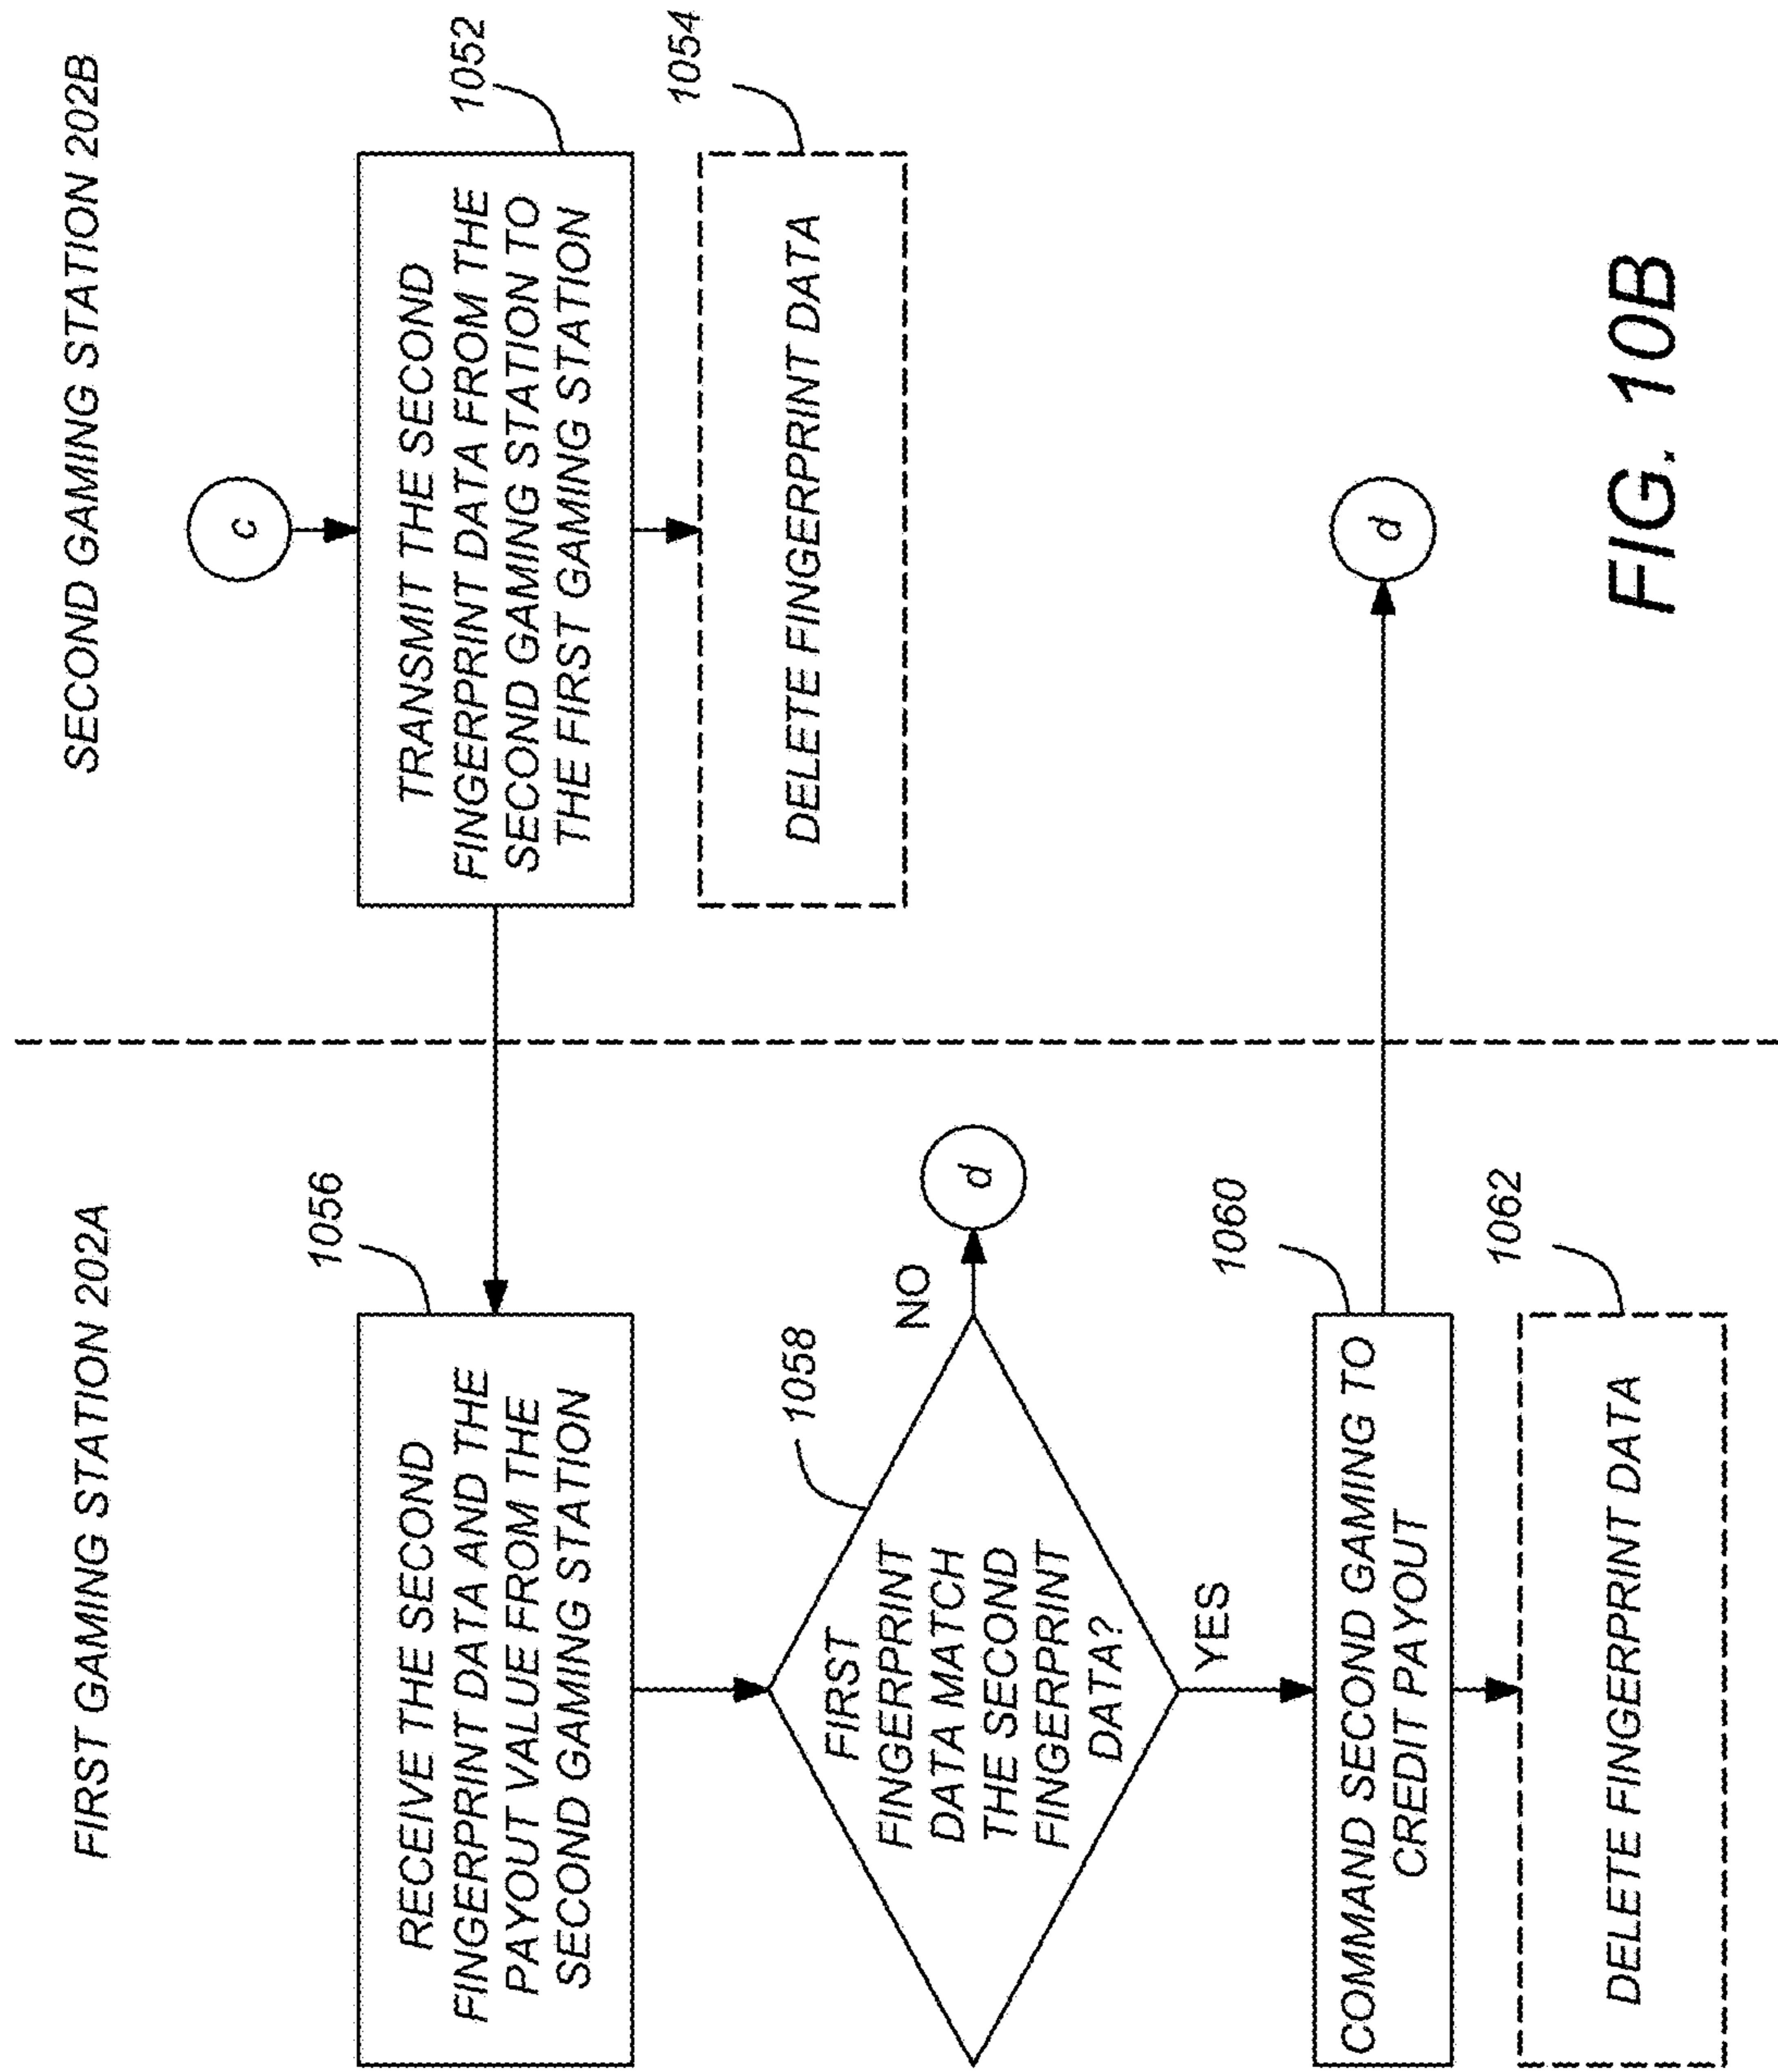 FIRST GAMING STATION 202A
SECOND GAMING STATION 202B
c
1052
TRANSMIT THE SECOND
FINGERPRINT DATA FROM THE
SECOND GAMING STATION TO
THE FIRST GAMING STATION
1054
DELETE FINGERPRINT DATA
1056
RECEIVE THE SECOND
FINGERPRINT DATA AND THE
PAYOUT VALUE FROM THE
SECOND GAMING STATION
1058
FIRST
FINGERPRINT
DATA MATCH
THE SECOND
FINGERPRINT
DATA?
NO
d
YES
1060
COMMAND SECOND GAMING TO
CREDIT PAYOUT
d
1062
DELETE FINGERPRINT DATA
FIG. 10B